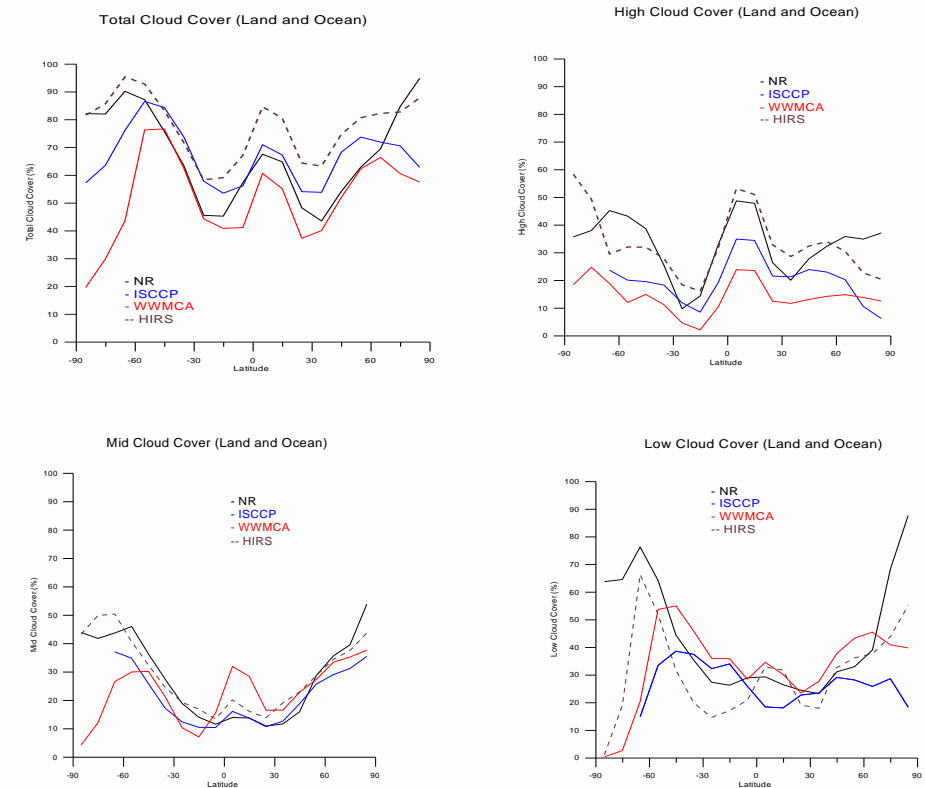 Total Cloud Cover (Land and Ocean)
100
90
80
70
60
50
40
30
20
10
0
Total Cloud Cover (%)
- NR
- ISCCP
- WWMCA
-- HIRS
-90 -60 -30 0 30 60 90
Latitude
High Cloud Cover (Land and Ocean)
100
90
80
70
60
50
40
30
20
10
0
High Cloud Cover (%)
- NR
- ISCCP
- WWMCA
-- HIRS
-90 -60 -30 0 30 60 90
Latitude
Mid Cloud Cover (Land and Ocean)
100
90
80
70
60
50
40
30
20
10
0
Mid Cloud Cover (%)
- NR
- ISCCP
- WWMCA
-- HIRS
-90 -60 -30 0 30 60 90
Latitude
Low Cloud Cover (Land and Ocean)
100
90
80
70
60
50
40
30
20
10
0
Low Cloud Cover (%)
- NR
- ISCCP
- WWMCA
-- HIRS
-90 -60 -30 0 30 60 90
Latitude